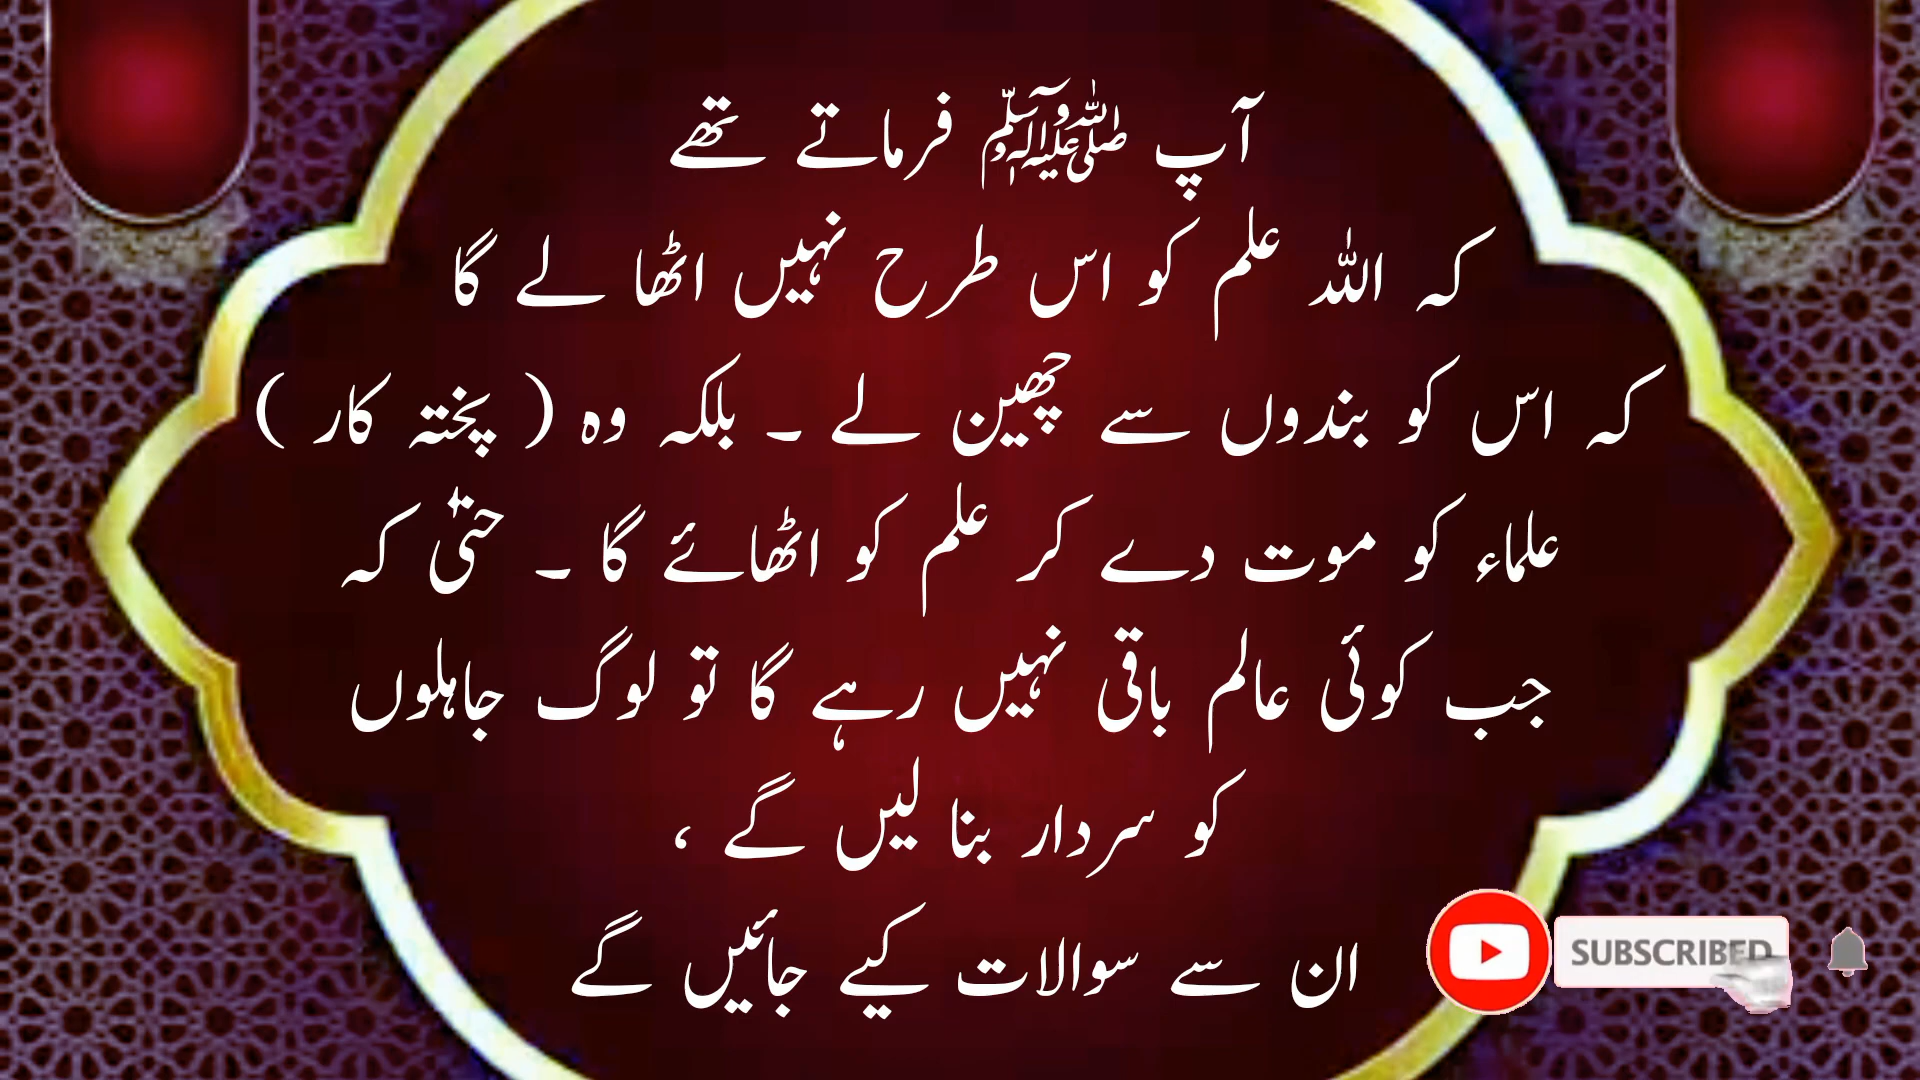 آپ ﷺ فرماتے تھے
کہ اللہ علم کو اس طرح نہیں اٹھا لے گا
کہ اس کو بندوں سے چھین لے ۔ بلکہ وہ ( پختہ کار )
علماء کو موت دے کر علم کو اٹھائے گا ۔ حتیٰ کہ
جب کوئی عالم باقی نہیں رہے گا تو لوگ جاہلوں
کو سردار بنا لیں گے ،
ان سے سوالات کیے جائیں گے
SUBSCRIBED